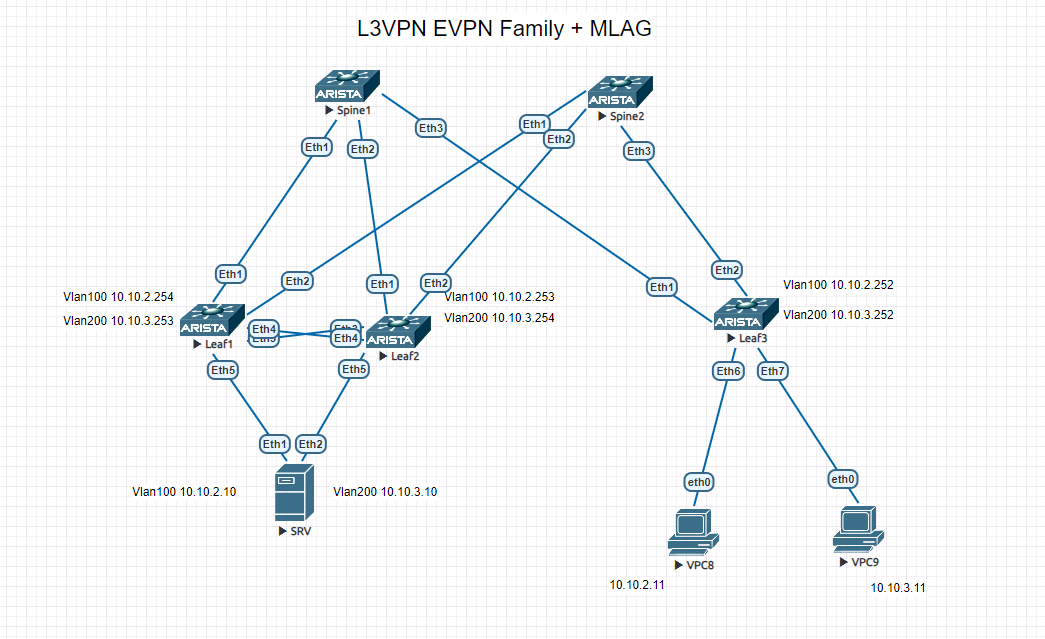 L3VPN EVPN Family + MLAG
ARISTA
Spine1
ARISTA
Spine2
Eth1
Eth2
Eth3
Eth1
Eth2
Eth3
Eth1
Eth2
Eth1
Eth2
Eth1
Eth2
Vlan100 10.10.2.254
Vlan200 10.10.3.253
ARISTA
Leaf1
Eth4
Eth3
Eth3
Eth4
Vlan100 10.10.2.253
Vlan200 10.10.3.254
ARISTA
Leaf2
Vlan100 10.10.2.252
Vlan200 10.10.3.252
ARISTA
Leaf3
Eth5
Eth5
Eth6
Eth7
Eth1
Eth2
Vlan100 10.10.2.10
Vlan200 10.10.3.10
SRV
eth0
eth0
VPC8
VPC9
10.10.2.11
10.10.3.11